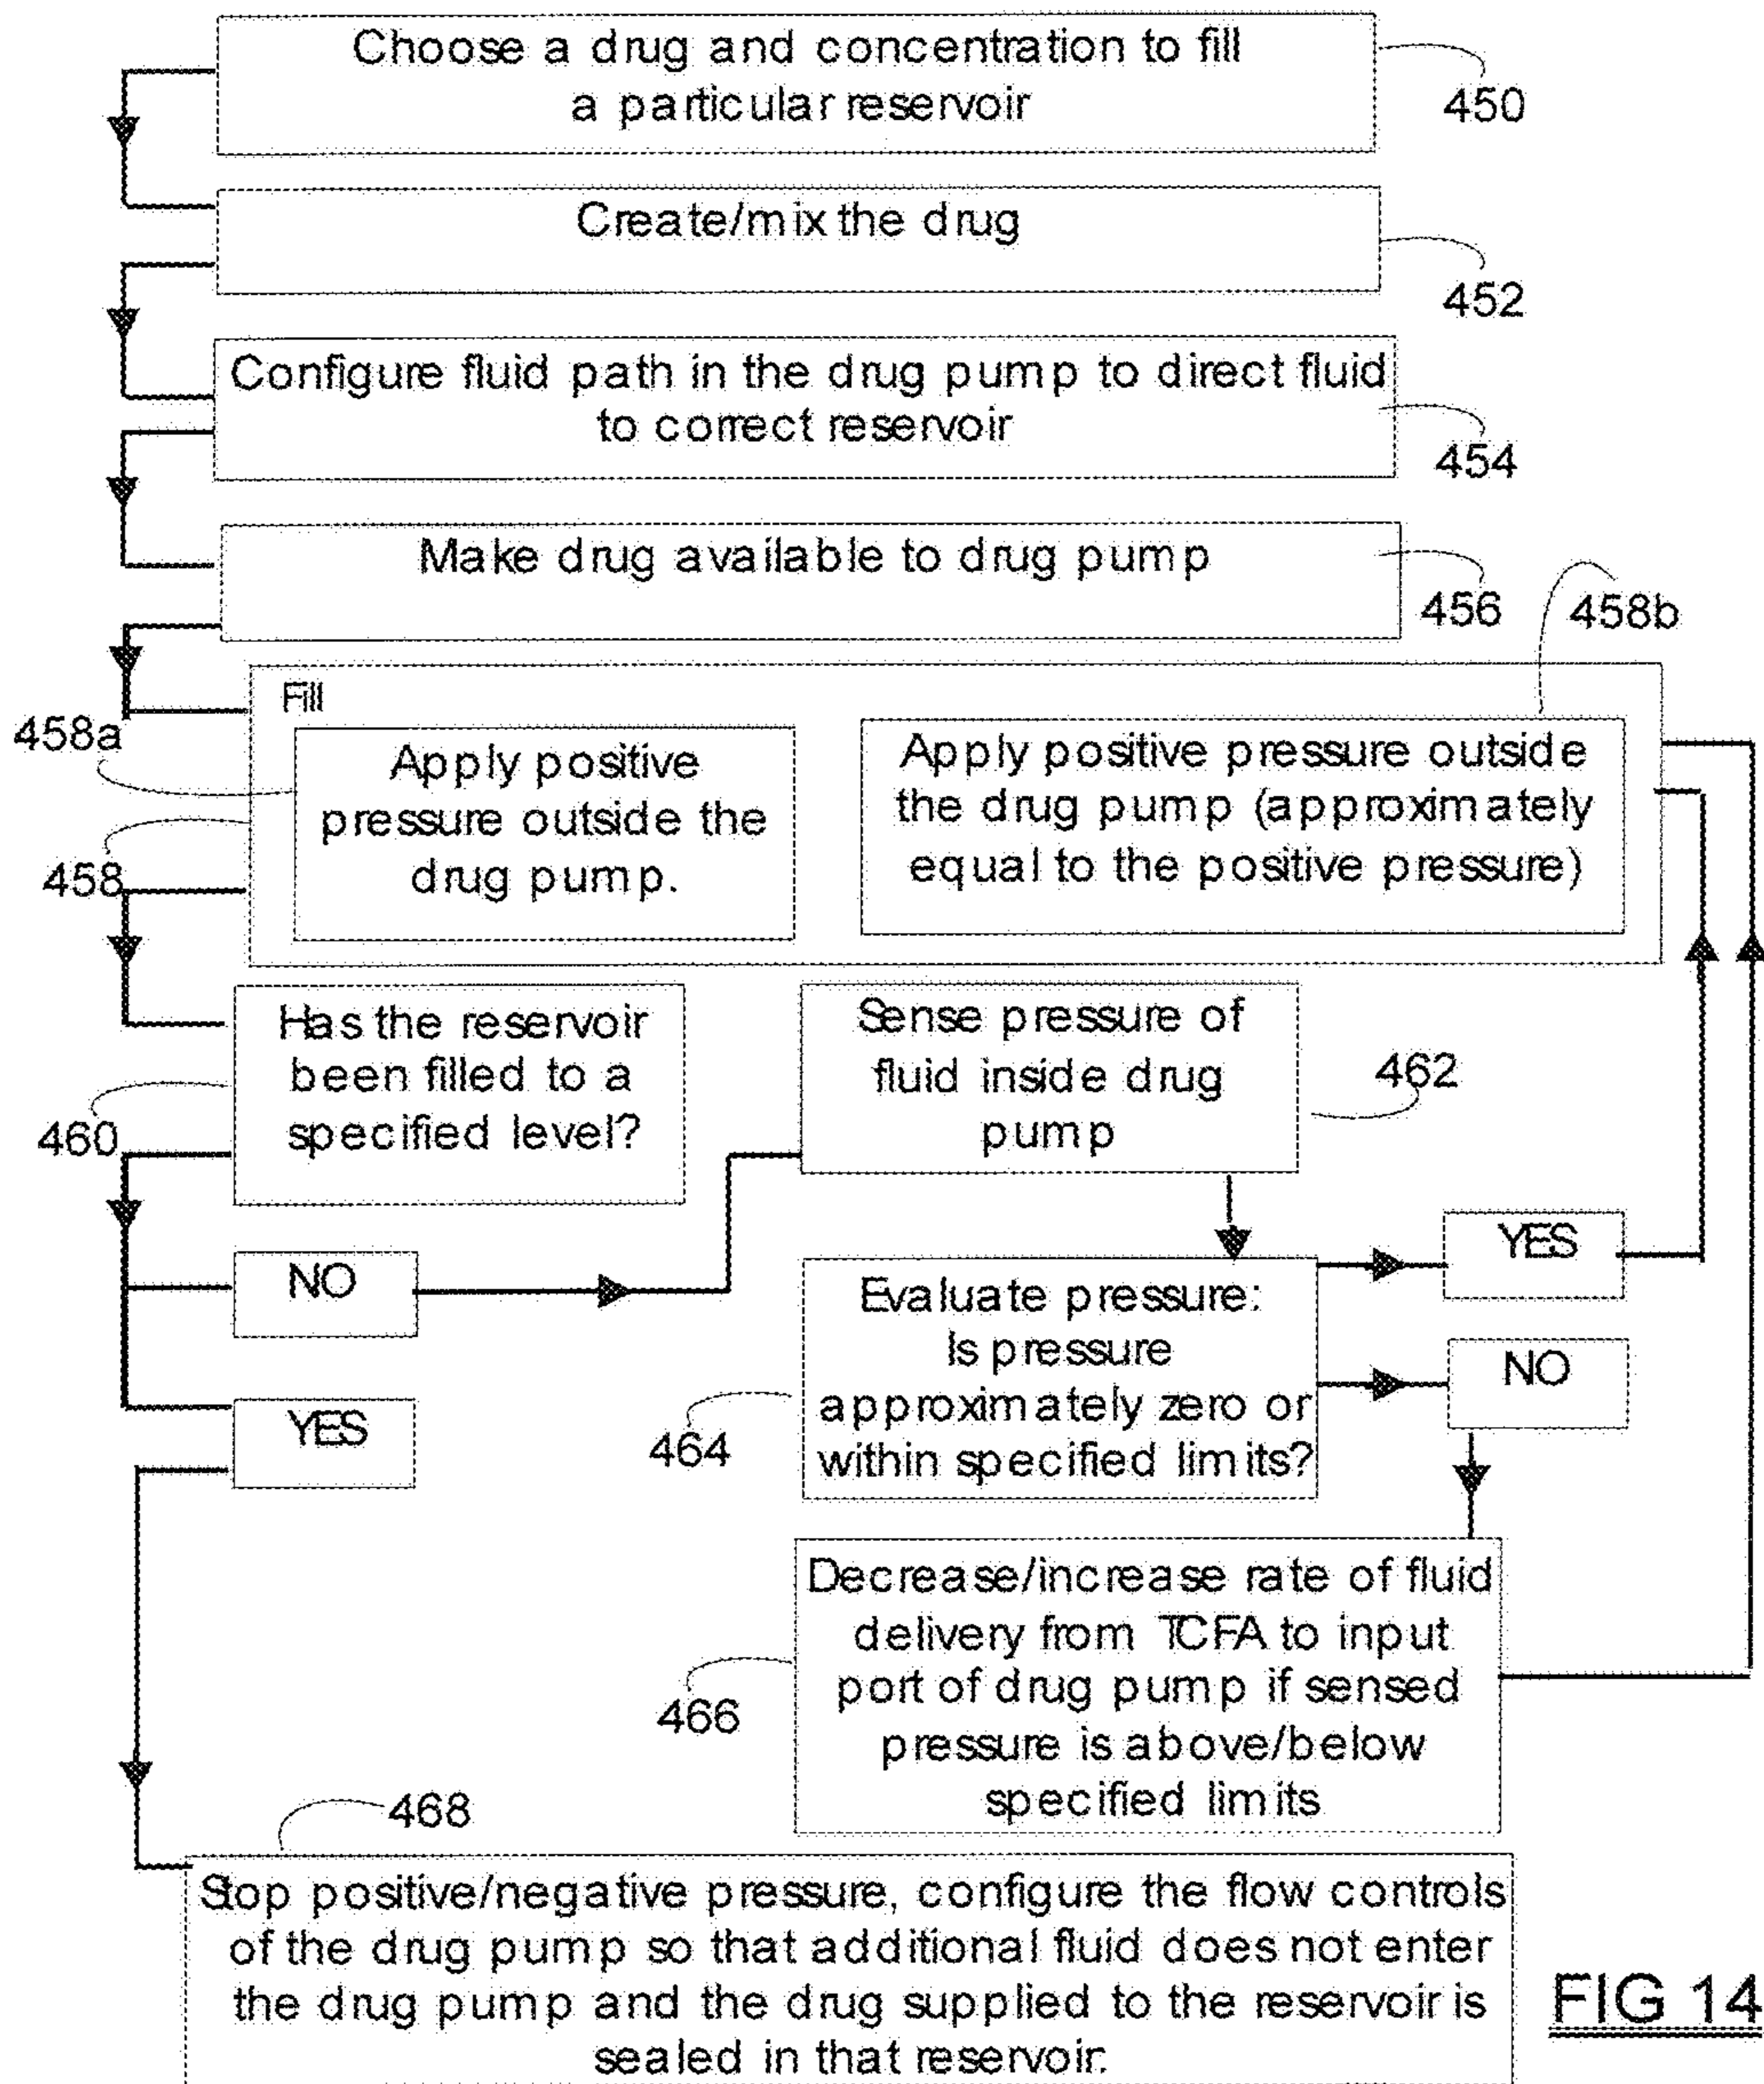 Choose a drug and concentration to fill
a particular reservoir
450
Create/mix the drug
452
Configure fluid path in the drug pump to direct fluid
to correct reservoir
454
Make drug available to drug pump
456
458b
Fill
458a
Apply positive
pressure outside the
drug pump.
458
Apply positive pressure outside
the drug pump (approximately
equal to the positive pressure)
Has the reservoir
been filled to a
specified level?
460
Sense pressure of
fluid inside drug
pump
462
NO
YES
Evaluate pressure:
Is pressure
approximately zero or
within specified limits?
464
YES
NO
Decrease/increase rate of fluid
delivery from TCFA to input
port of drug pump if sensed
pressure is above/below
specified limits
466
468
Stop positive/negative pressure, configure the flow controls
of the drug pump so that additional fluid does not enter
the drug pump and the drug supplied to the reservoir is
sealed in that reservoir.
FIG 14